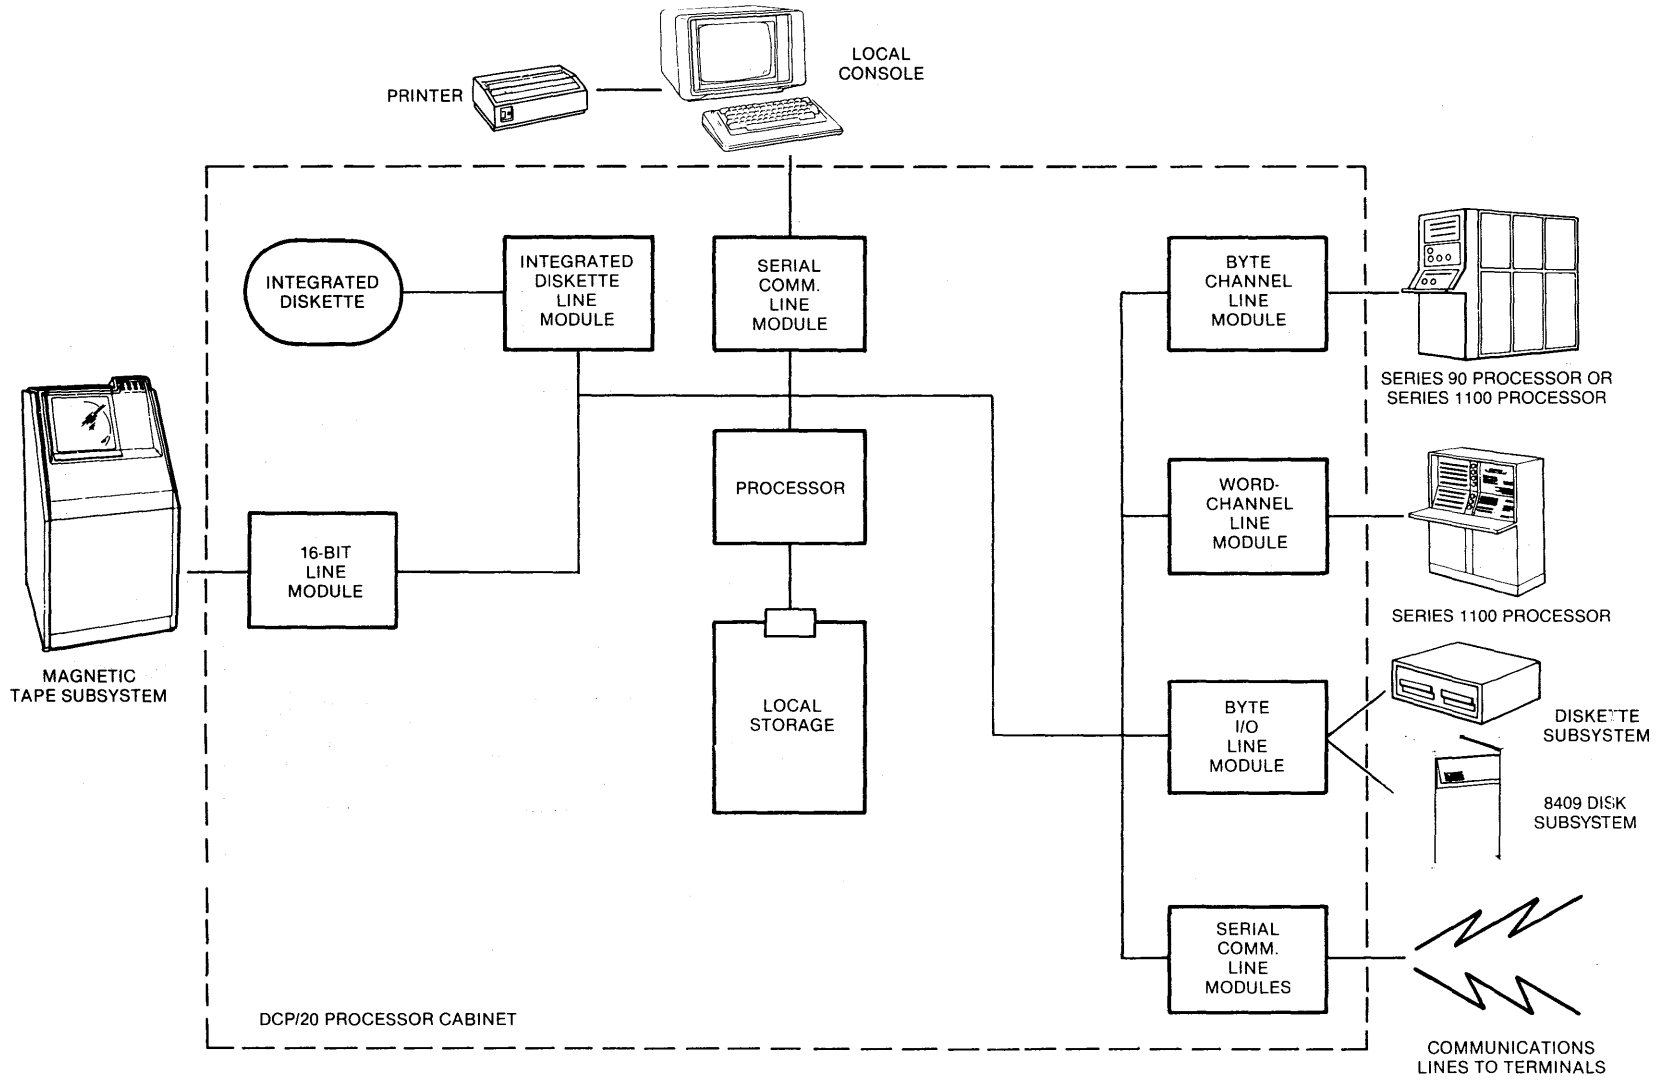 LOCAL
CONSOLE
PRINTER
INTEGRATED
DISKETTE
INTEGRATED
DISKETTE
LINE
MODULE
SERIAL
COMM.
LINE
MODULE
BYTE
CHANNEL
LINE
MODULE
SERIES 90 PROCESSOR OR
SERIES 1100 PROCESSOR
PROCESSOR
WORD-
CHANNEL
LINE
MODULE
SERIES 1100 PROCESSOR
16-BIT
LINE
MODULE
MAGNETIC
TAPE SUBSYSTEM
LOCAL
STORAGE
BYTE
I/O
LINE
MODULE
DISKETTE
SUBSYSTEM
8409 DISK
SUBSYSTEM
SERIAL
COMM.
LINE
MODULES
DCP/20 PROCESSOR CABINET
COMMUNICATIONS
LINES TO TERMINALS